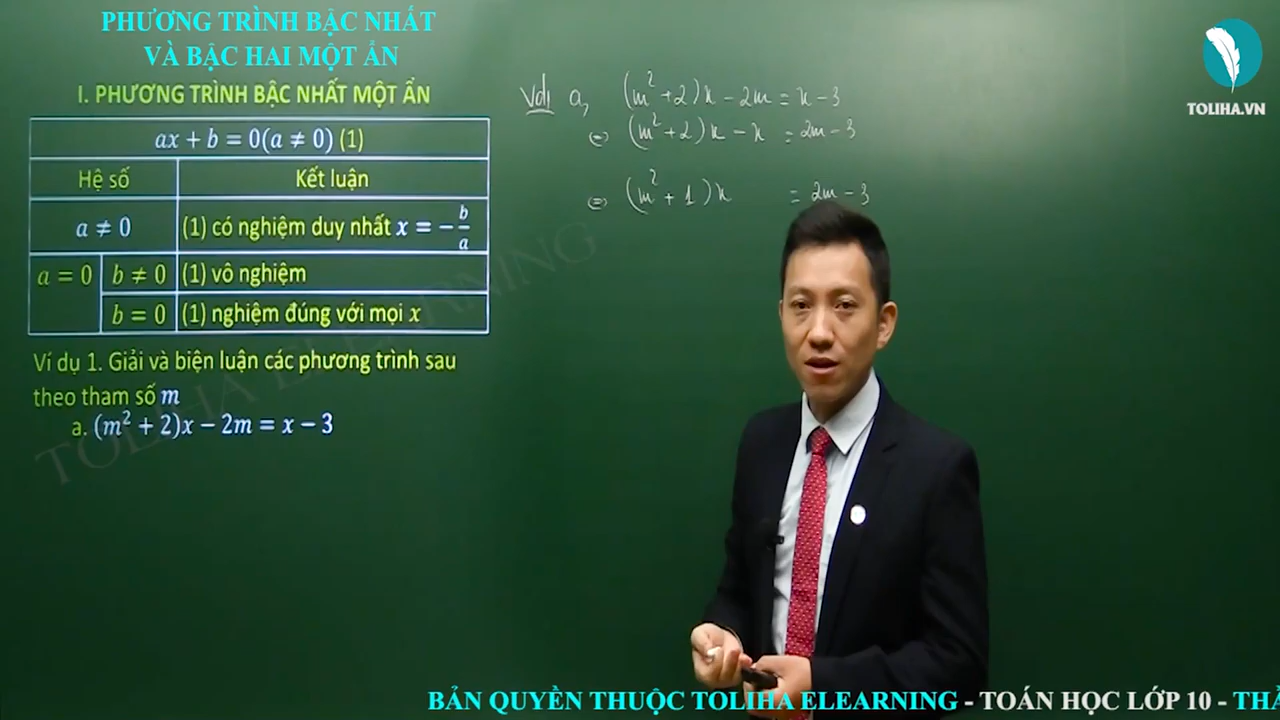 PHƯƠNG TRÌNH BẬC NHẤT
VÀ BẬC HAI MỘT ẨN
I. PHƯƠNG TRÌNH BẬC NHẤT MỘT ẨN
ax + b = 0(a ≠ 0) (1)
Hệ số Kết luận
a ≠ 0 (1) có nghiệm duy nhất x = −b/a
a = 0 b ≠ 0 (1) vô nghiệm
b = 0 (1) nghiệm đúng với mọi x
Ví dụ 1. Giải và biện luận các phương trình sau
theo tham số m
a. (m² + 2)x − 2m = x − 3
Với a, (m² + 2)x − 2m = x − 3
⇔ (m² + 2)x − x = 2m − 3
⇔ (m² + 1)x = 2m − 3
TOLIHA.VN
TOLIHA ELEARNING
BẢN QUYỀN THUỘC TOLIHA ELEARNING - TOÁN HỌC LỚP 10 -